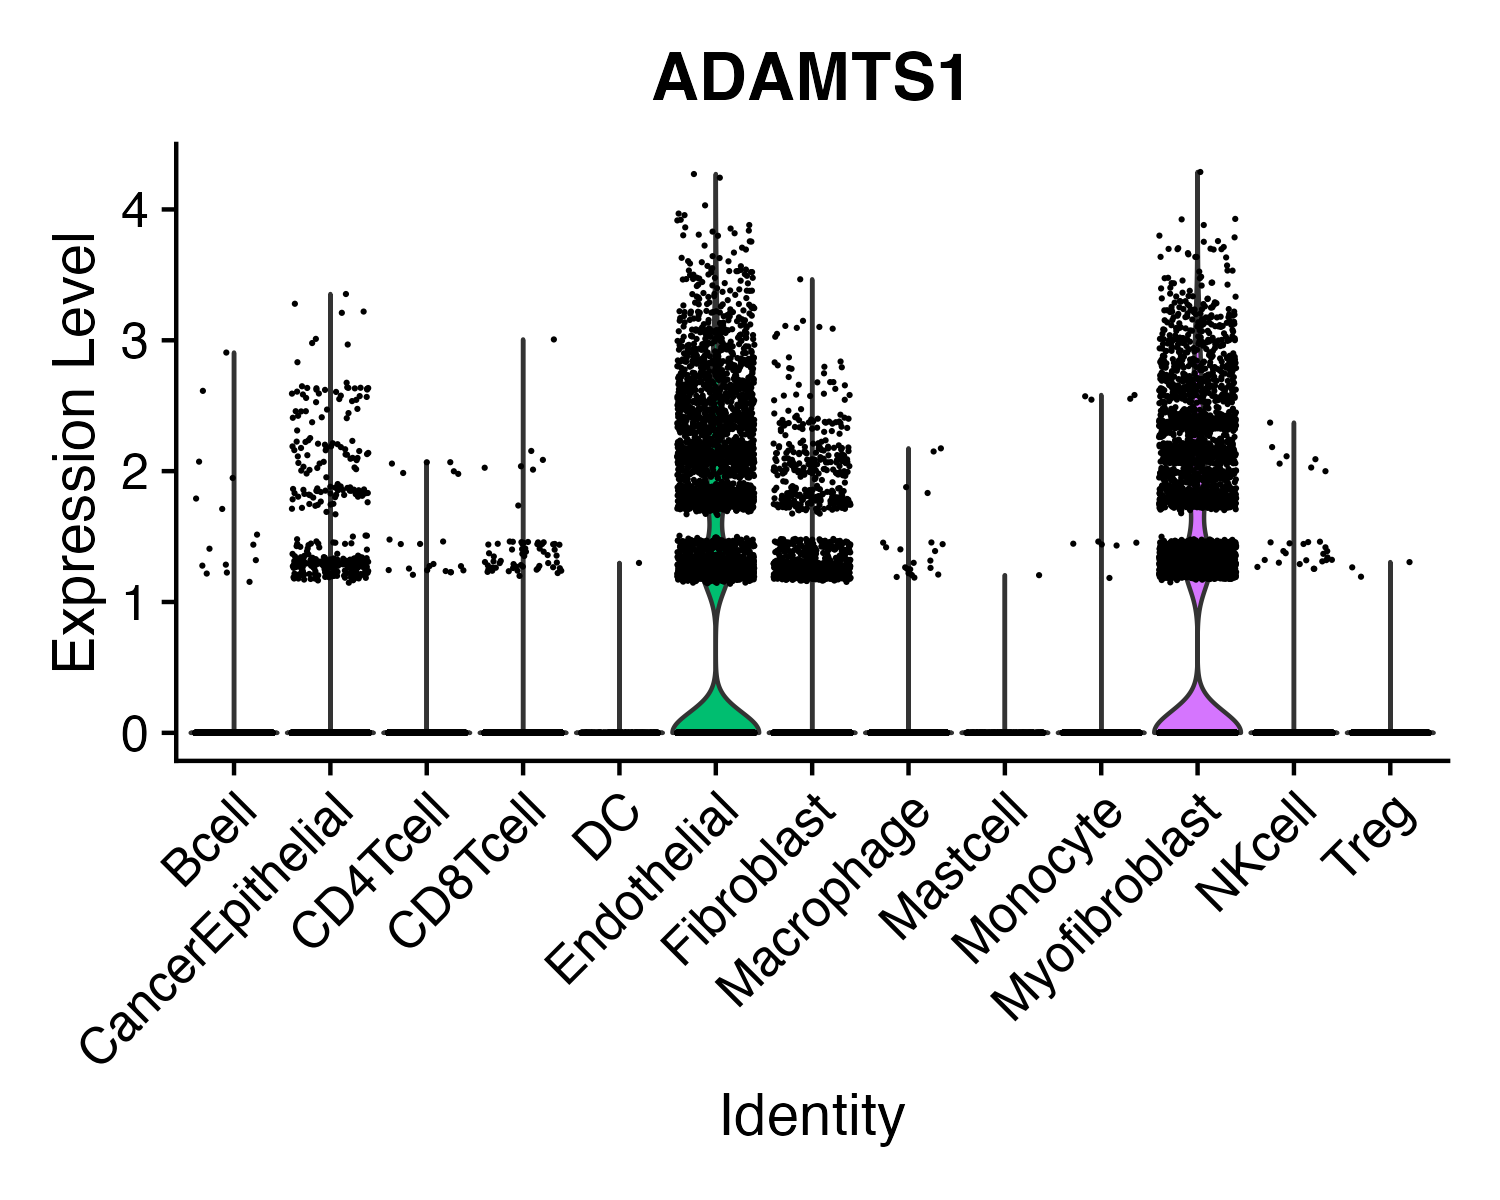 ADAMTS1
Expression Level
4
3
2
1
0
Bcell
CancerEpithelial
CD4Tcell
CD8Tcell
DC
Endothelial
Fibroblast
Macrophage
Mastcell
Monocyte
Myofibroblast
NKcell
Treg
Identity